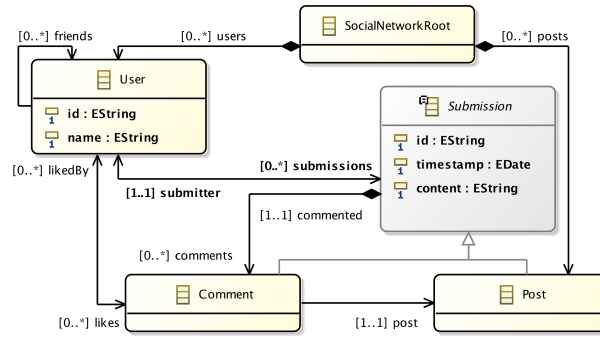 SocialNetworkRoot
[0..*] friends
[0..*] users
[0..*] posts
User
id : EString
name : EString
Submission
id : EString
timestamp : EDate
content : EString
[0..*] likedBy
[0..*] submissions
[1..1] submitter
[1..1] commented
[0..*] comments
Comment
Post
[0..*] likes
[1..1] post